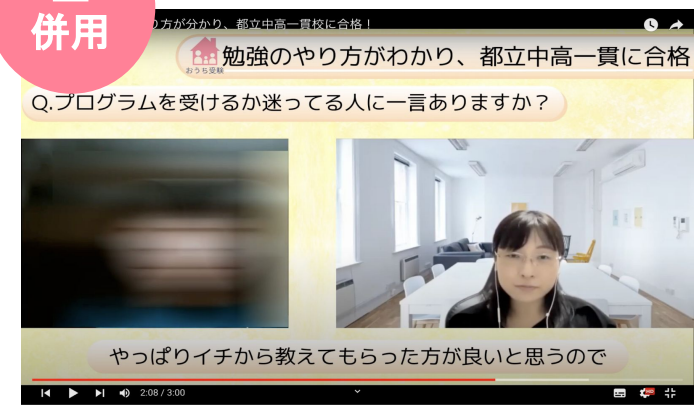 併用
り方が分かり、都立中高一貫校に合格！
おうち受験
勉強のやり方がわかり、都立中高一貫に合格
Q.プログラムを受けるか迷ってる人に一言ありますか？
やっぱりイチから教えてもらった方が良いと思うので
2:08 / 3:00
HD